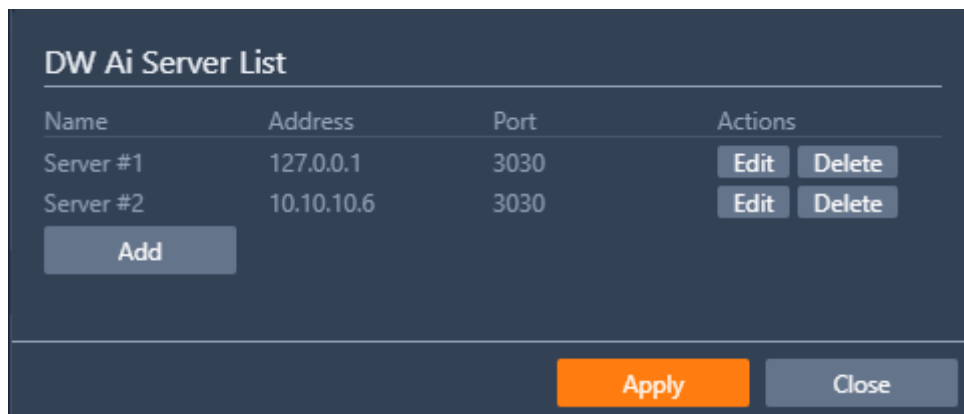 DW Ai Server List
Name Address Port Actions
Server #1 127.0.0.1 3030 Edit Delete
Server #2 10.10.10.6 3030 Edit Delete
Add
Apply Close